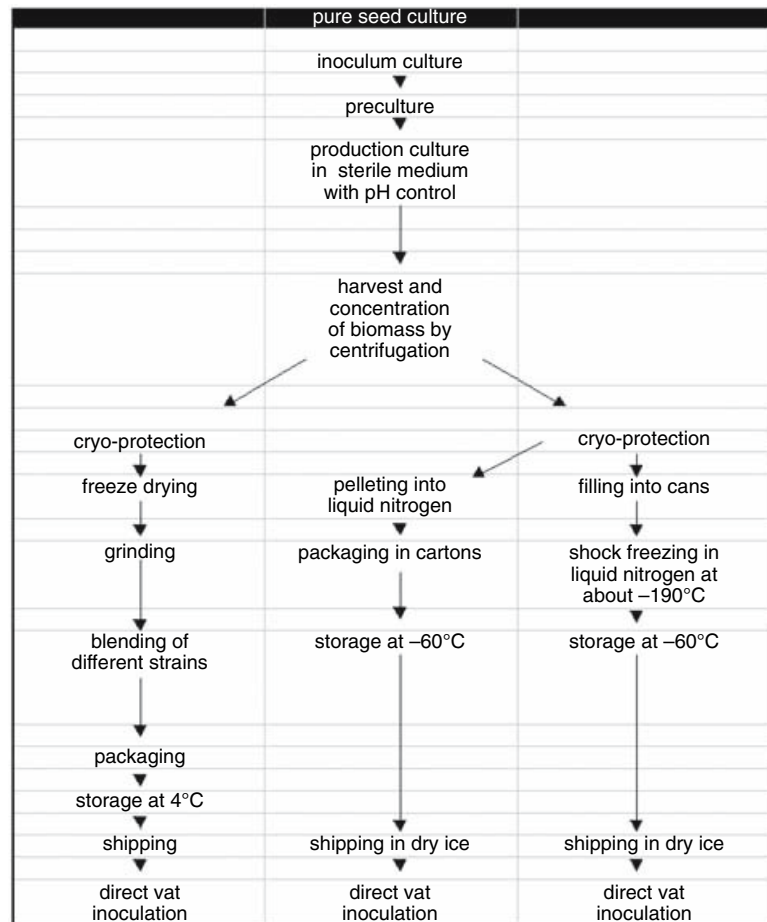 pure seed culture
inoculum culture
preculture
production culture
in sterile medium
with pH control
harvest and
concentration
of biomass by
centrifugation
cryo-protection
freeze drying
grinding
blending of
different strains
packaging
storage at 4°C
shipping
direct vat
inoculation
pelleting into
liquid nitrogen
packaging in cartons
storage at –60°C
shipping in dry ice
direct vat
inoculation
cryo-protection
filling into cans
shock freezing in
liquid nitrogen at
about –190°C
storage at –60°C
shipping in dry ice
direct vat
inoculation